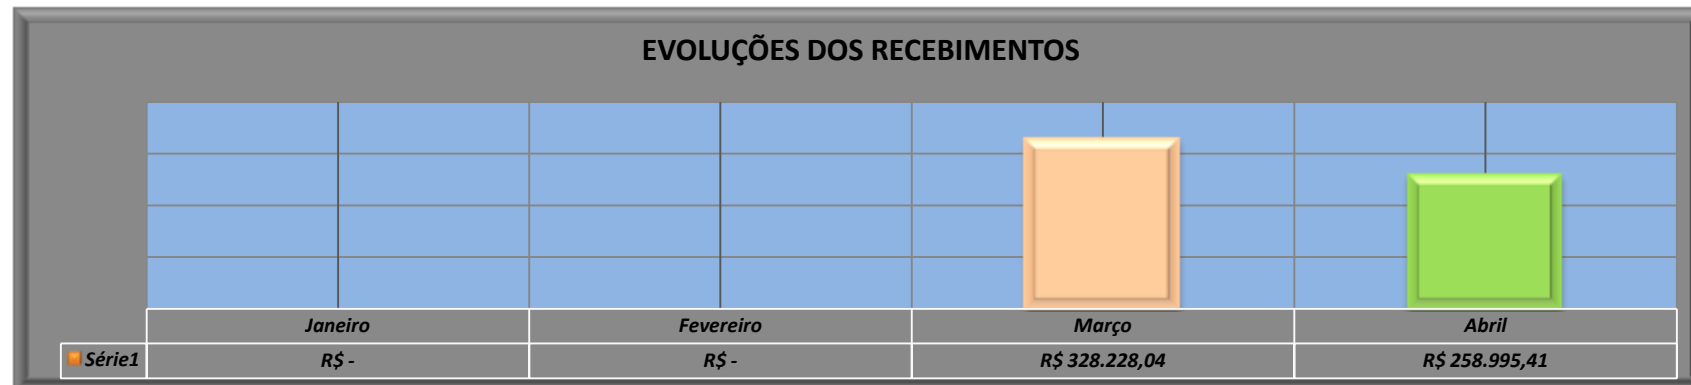 EVOLUÇÕES DOS RECEBIMENTOS
Janeiro Fevereiro Março Abril
Série1 R$ - R$ - R$ 328.228,04 R$ 258.995,41